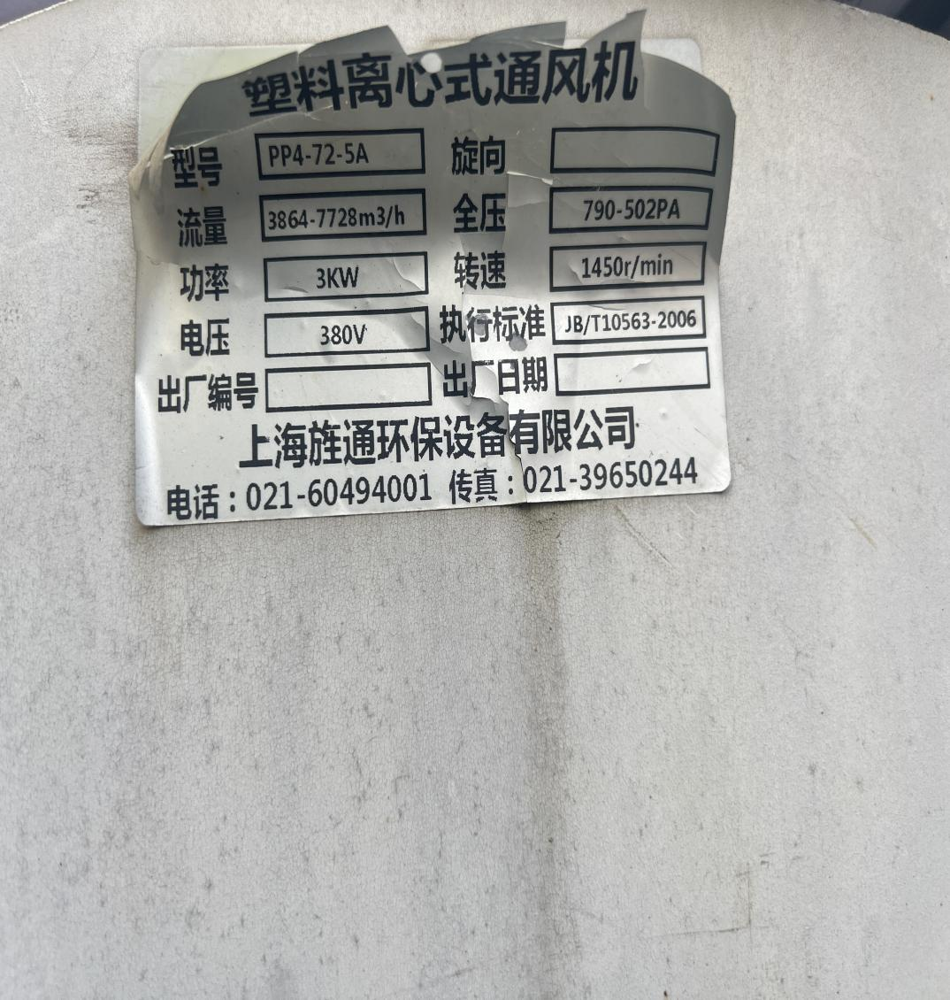 塑料离心式通风机
型号 PP4-72-5A 旋向
流量 3864-7728m3/h 全压 790-502PA
功率 3KW 转速 1450r/min
电压 380V 执行标准 JB/T10563-2006
出厂编号 出厂日期
上海旌通环保设备有限公司
电话：021-60494001 传真：021-39650244